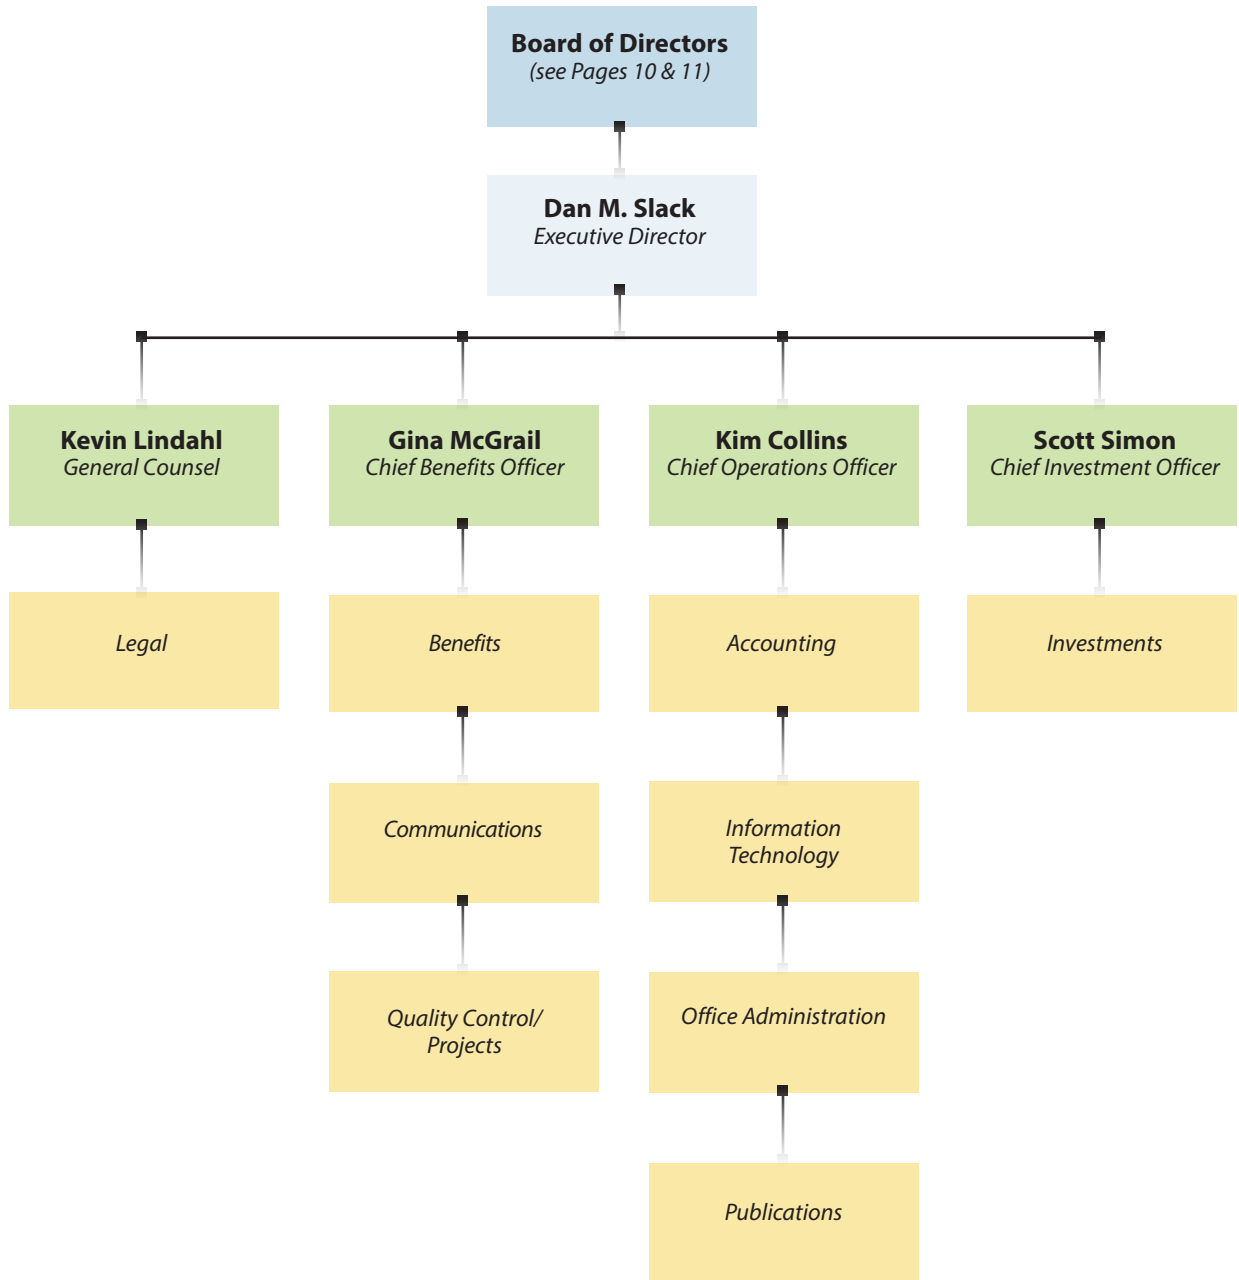 Board of Directors
(see Pages 10 & 11)
Dan M. Slack
Executive Director
Kevin Lindahl
General Counsel
Gina McGrail
Chief Benefits Officer
Kim Collins
Chief Operations Officer
Scott Simon
Chief Investment Officer
Legal
Benefits
Accounting
Investments
Communications
Information
Technology
Quality Control/
Projects
Office Administration
Publications